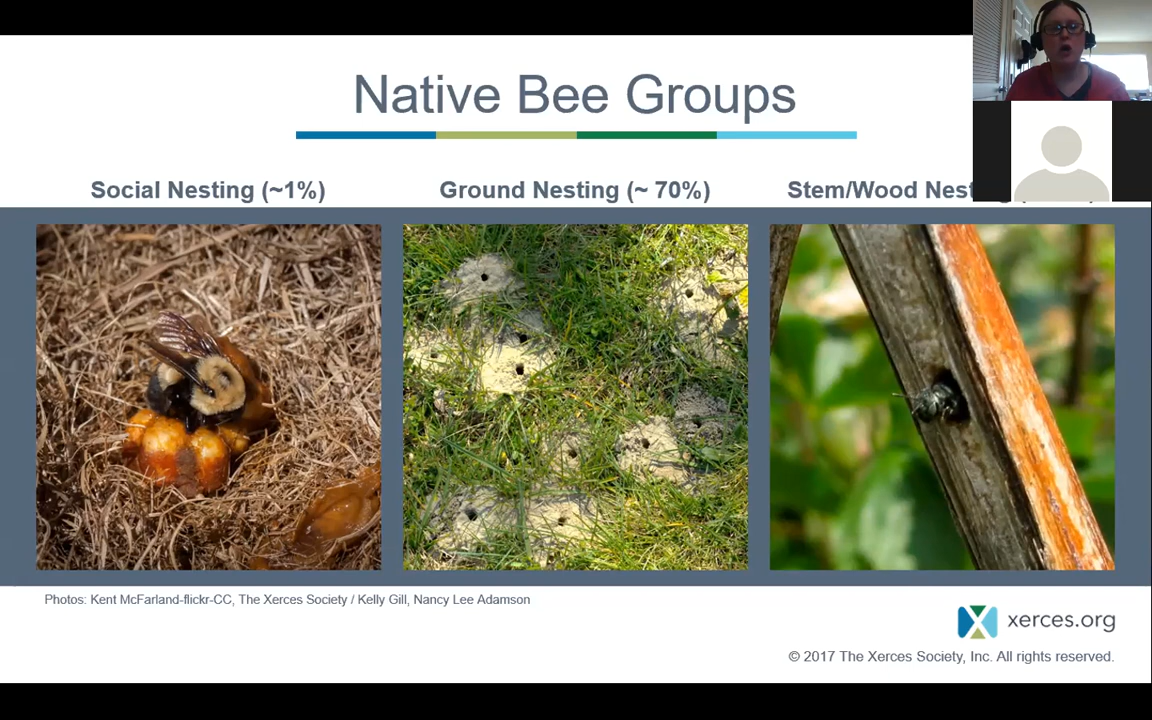 Native Bee Groups
Social Nesting (~1%)
Ground Nesting (~ 70%)
Stem/Wood
Photos: Kent McFarland-flickr-CC, The Xerces Society / Kelly Gill, Nancy Lee Adamson
xerces.org
© 2017 The Xerces Society, Inc. All rights reserved.